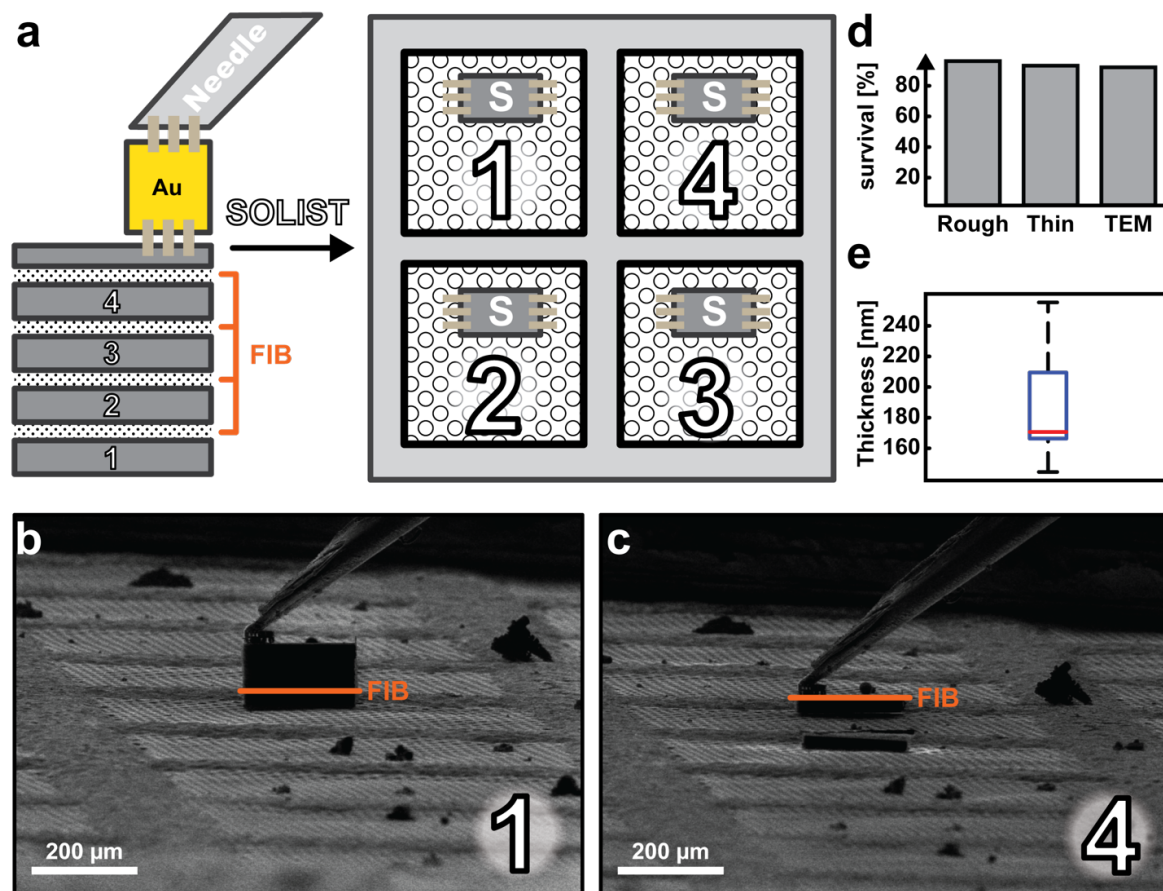 a
Needle
Au
SOLIST
4
3
2
1
FIB
S
1
S
4
S
2
S
3
d
survival [%]
80
60
40
20
Rough Thin TEM
e
Thickness [nm]
240
220
200
180
160
b
FIB
200 µm
1
c
FIB
200 µm
4